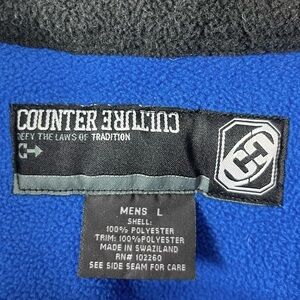 COUNTER CULTURE
DEFY THE LAWS OF TRADITION
MENS L
SHELL:
100% POLYESTER
TRIM: 100% POLYESTER
MADE IN SWAZILAND
RN# 102260
SEE SIDE SEAM FOR CARE